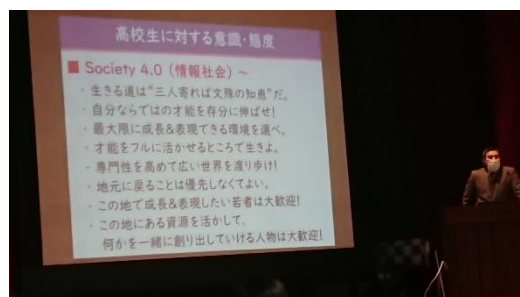 高校生に対する意識・態度
■ Society 4.0 (情報社会) ~
・生きる道は“三人寄れば文殊の知恵”だ。
・自分ならではの才能を存分に伸ばせ!
・最大限に成長&表現できる環境を選べ。
・才能をフルに活かせるところで生きよ。
・専門性を高めて広い世界を渡り歩け!
・地元に戻ることは優先しなくてよい。
・この地で成長&表現したい若者は大歓迎!
・この地にある資源を活かして、
何かを一緒に創り出していける人物は大歓迎!